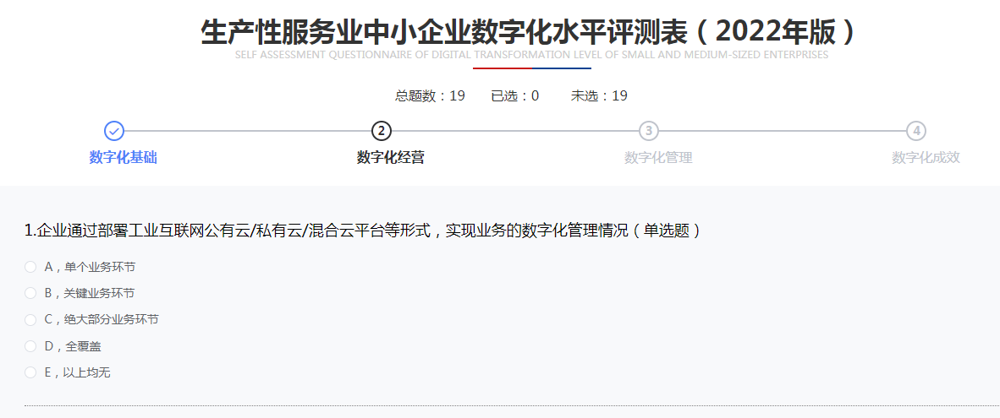 生产性服务业中小企业数字化水平评测表（2022年版）
SELF ASSESSMENT QUESTIONNAIRE OF DIGITAL TRANSFORMATION LEVEL OF SMALL AND MEDIUM-SIZED ENTERPRISES
总题数：19 已选：0 未选：19
2 3 4
数字化基础 数字化经营 数字化管理 数字化成效
1.企业通过部署工业互联网公有云/私有云/混合云平台等形式，实现业务的数字化管理情况（单选题）
A，单个业务环节
B，关键业务环节
C，绝大部分业务环节
D，全覆盖
E，以上均无